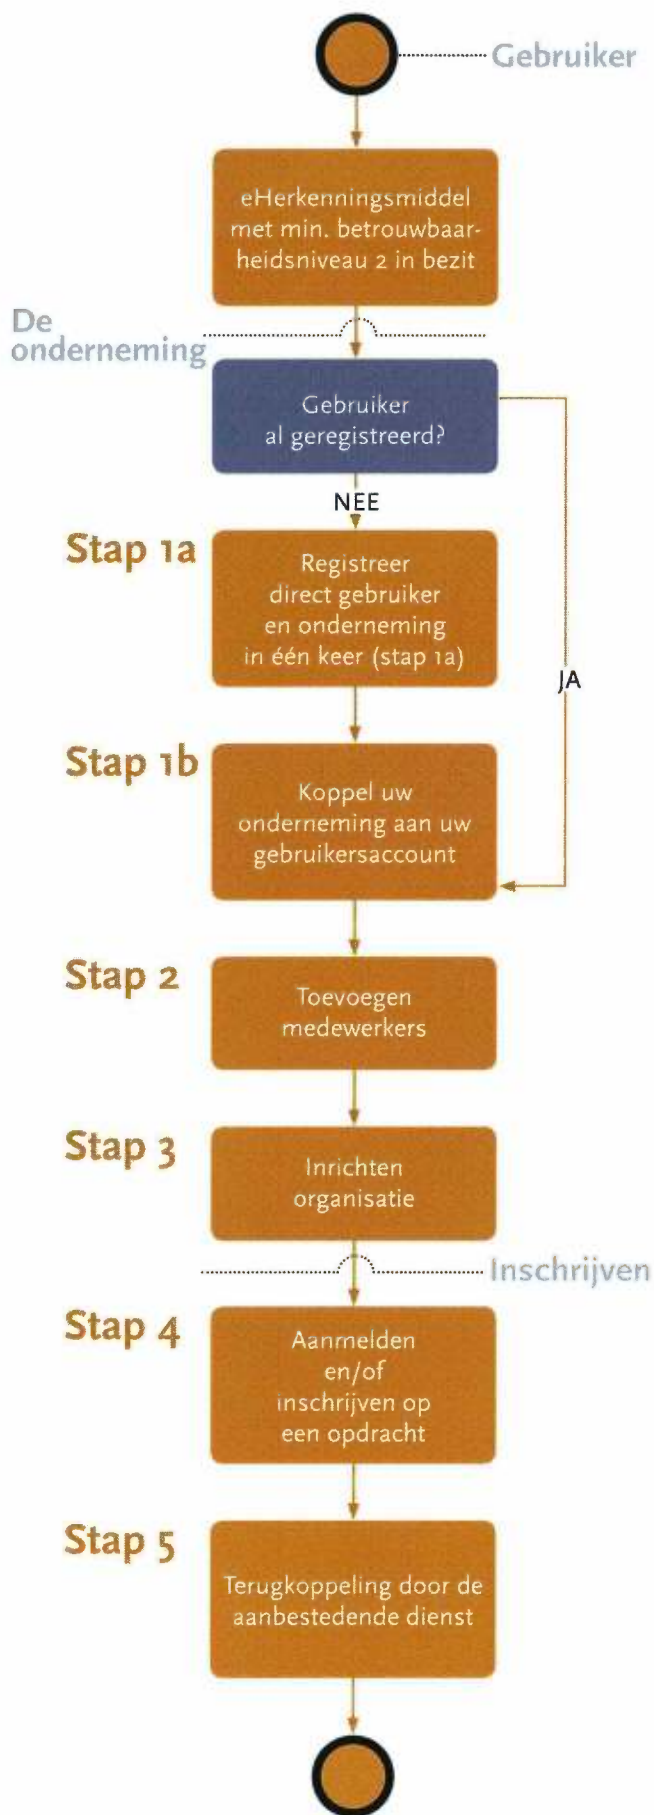 Gebruiker
eHerkenningsmiddel
met min. betrouwbaar-
heidsniveau 2 in bezit
De
onderneming
Gebruiker
al geregistreerd?
NEE
Stap 1a
Registreer
direct gebruiker
en onderneming
in één keer (stap 1a)
JA
Stap 1b
Koppel uw
onderneming aan uw
gebruikersaccount
Stap 2
Toevoegen
medewerkers
Stap 3
Inrichten
organisatie
Inschrijven
Stap 4
Aanmelden
en/of
inschrijven op
een opdracht
Stap 5
Terugkoppeling door de
aanbestedende dienst